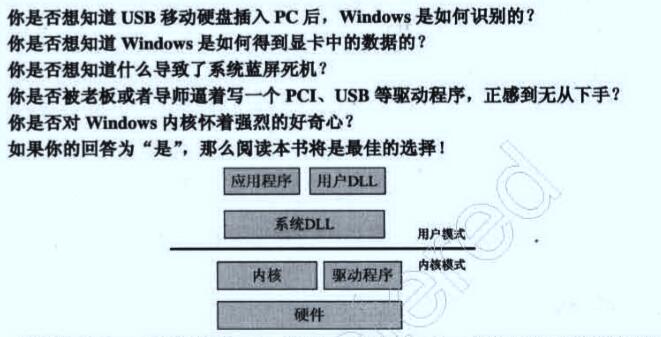 你是否想知道 USB 移动硬盘插入 PC 后，Windows 是如何识别的？
你是否想知道 Windows 是如何得到显卡中的数据的？
你是否想知道什么导致了系统蓝屏死机？
你是否被老板或者导师逼着写一个 PCI、USB 等驱动程序，正感到无从下手？
你是否对 Windows 内核怀着强烈的好奇心？
如果你的回答为“是”，那么阅读本书将是最佳的选择！
应用程序 用户DLL
系统DLL
用户模式
内核模式
内核 驱动程序
硬件